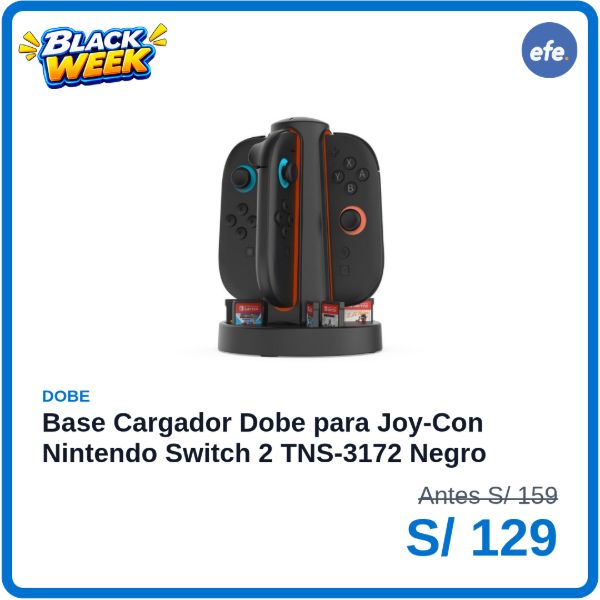 BLACK
WEEK
efe.
Y
X
A
B
DOBE
Base Cargador Dobe para Joy-Con
Nintendo Switch 2 TNS-3172 Negro
Antes S/ 159
S/ 129